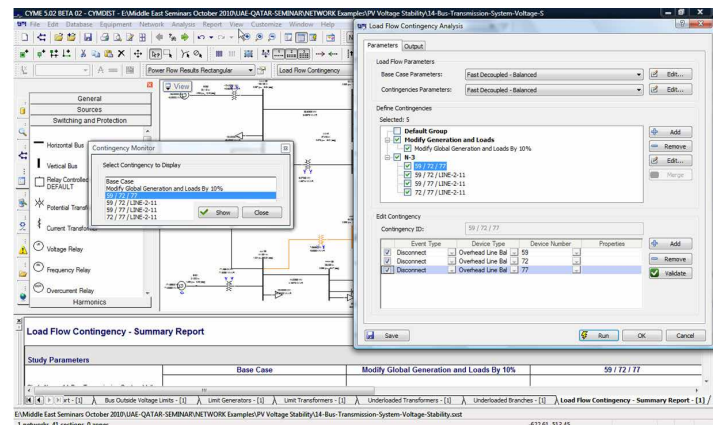 CYME 5.02 BETA 02 - CYMDIST - E:\Middle East Seminars October 2010\UAE-QATAR-SEMINAR\NETWORK Examples\PV Voltage Stability\14-Bus-Transmission-System-Voltage-S
File Edit Database Equipment Network Analysis Report View Customize Window Help
Power Flow Results Rectangular
Load Flow Contingency
View
General
Sources
Switching and Protection
Horizontal Bus
Vertical Bus
Relay Controlled
DEFAULT
Potential Transf
Current Transfor
Voltage Relay
Frequency Relay
Overcurrent Relay
Harmonics
Contingency Monitor
Select Contingency to Display
Base Case
Modify Global Generation and Loads By 10%
59 / 72 / 77
59 / 72 / LINE-2-11
59 / 77 / LINE-2-11
72 / 77 / LINE-2-11
Show
Close
Load Flow Contingency Analysis
Parameters
Output
Load Flow Parameters
Base Case Parameters:
Fast Decoupled - Balanced
Edit...
Contingencies Parameters:
Fast Decoupled - Balanced
Edit...
Define Contingencies
Selected: 5
Default Group
Modify Generation and Loads
Modify Global Generation and Loads By 10%
N-3
59 / 72 / 77
59 / 72 / LINE-2-11
59 / 77 / LINE-2-11
72 / 77 / LINE-2-11
Add
Remove
Edit...
Merge
Edit Contingency
Contingency ID:
59 / 72 / 77
Event Type Device Type Device Number Properties
Disconnect Overhead Line Bal 59
Disconnect Overhead Line Bal 72
Disconnect Overhead Line Bal 77
Add
Remove
Validate
Save
Run
OK
Cancel
Load Flow Contingency - Summary Report
Study Parameters
Base Case
Modify Global Generation and Loads By 10%
59 / 72 / 77
Bus Outside Voltage Limits - [1]
Limit Generators - [1]
Limit Transformers - [1]
Underloaded Transformers - [1]
Underloaded Branches - [1]
Load Flow Contingency - Summary Report - [1]
E:\Middle East Seminars October 2010\UAE-QATAR-SEMINAR\NETWORK Examples\PV Voltage Stability\14-Bus-Transmission-System-Voltage-Stability.sxst